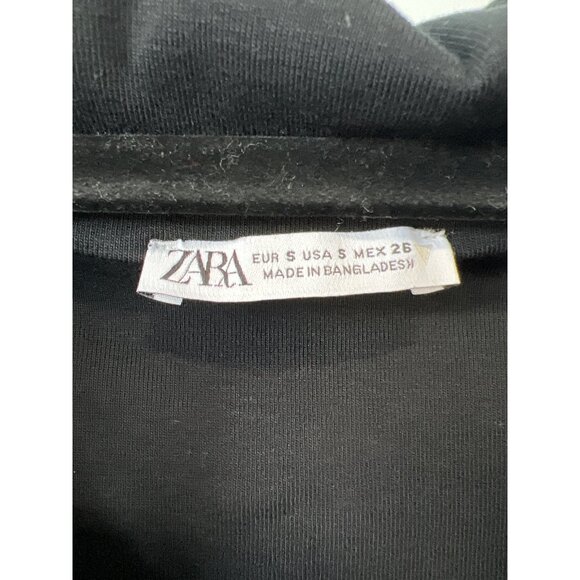 ZARA
EUR S USA S MEX 26
MADE IN BANGLADESH